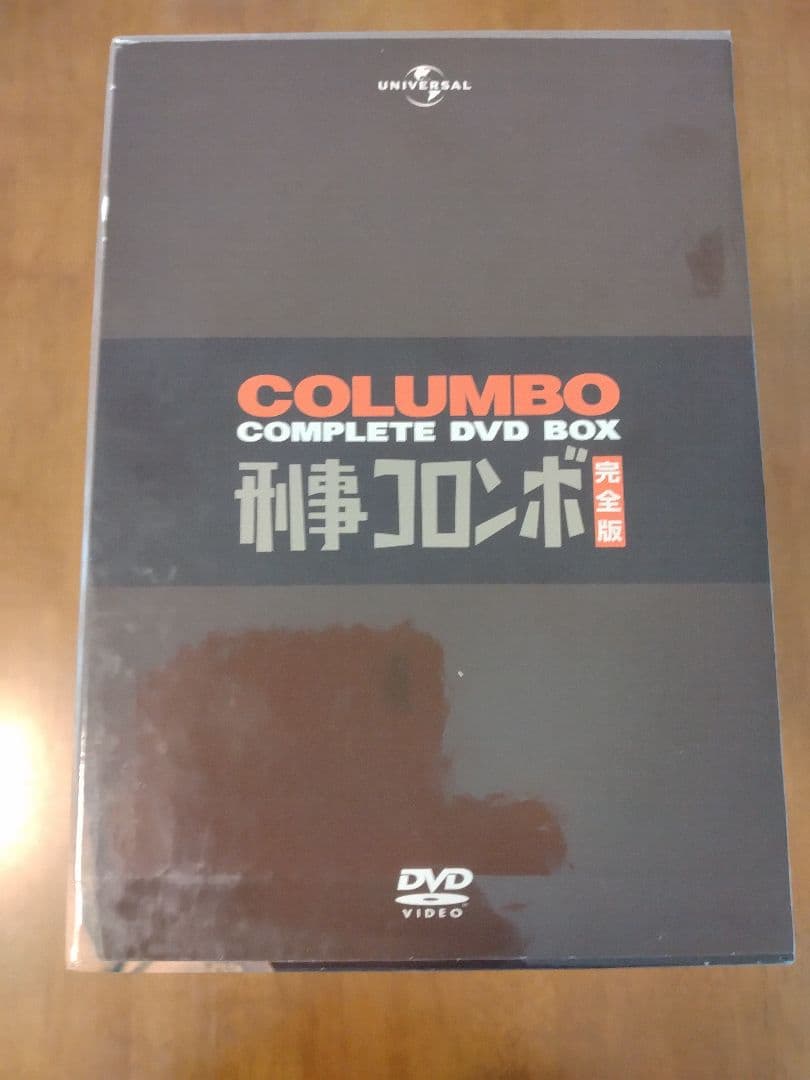 UNIVERSAL
COLUMBO
COMPLETE DVD BOX
刑事コロンボ 完全版
DVD
VIDEO